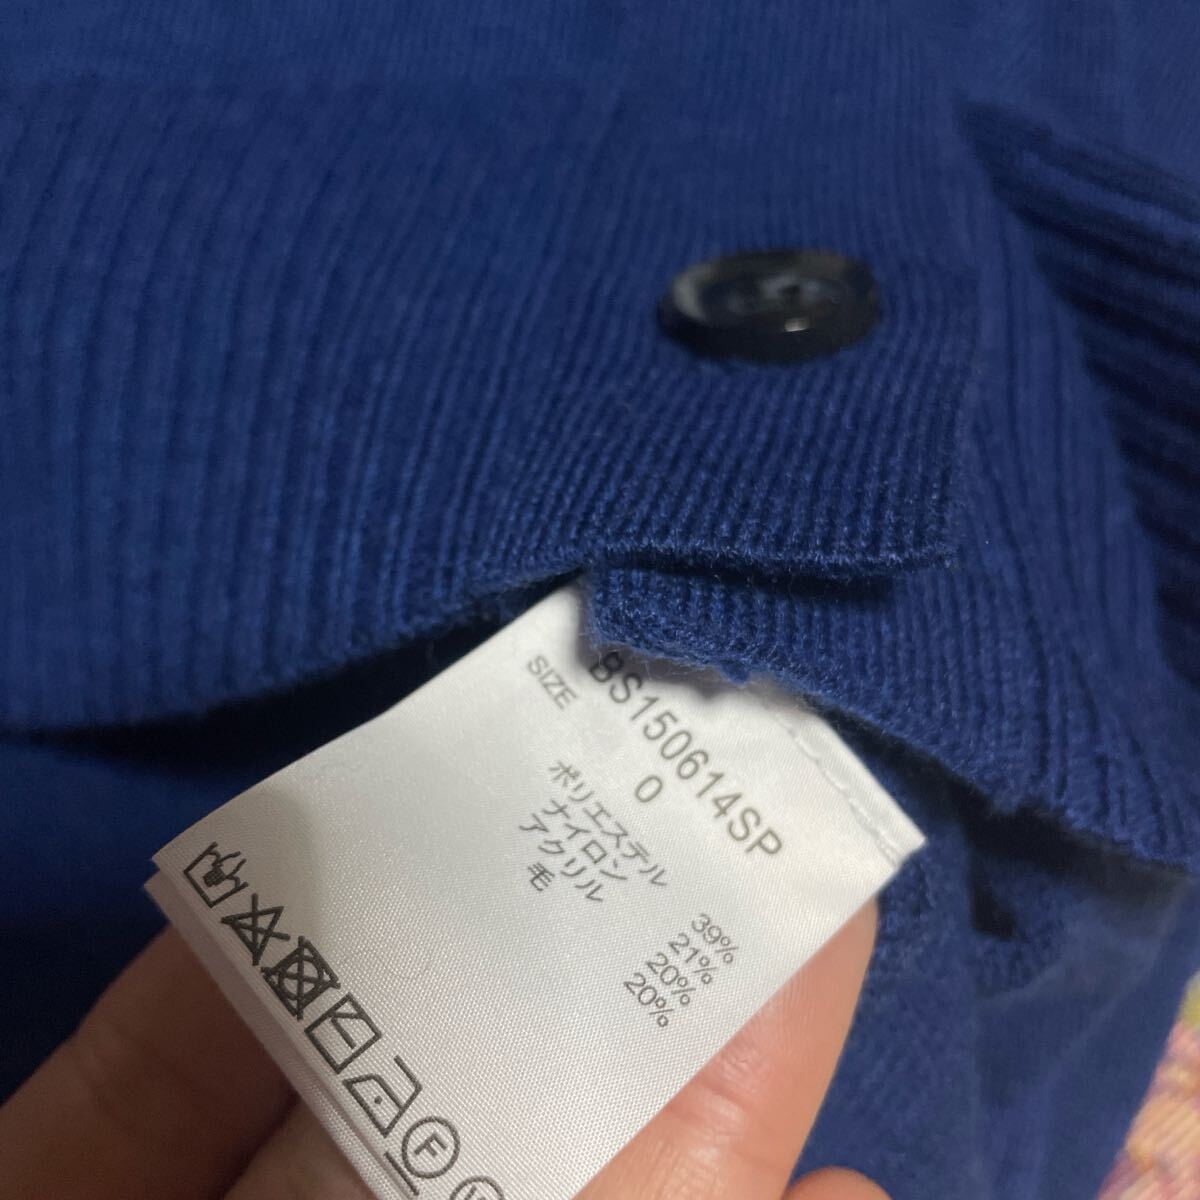 BS150614SP
SIZE 0
ポリエステル 39%
ナイロン 21%
アクリル 20%
毛 20%
F